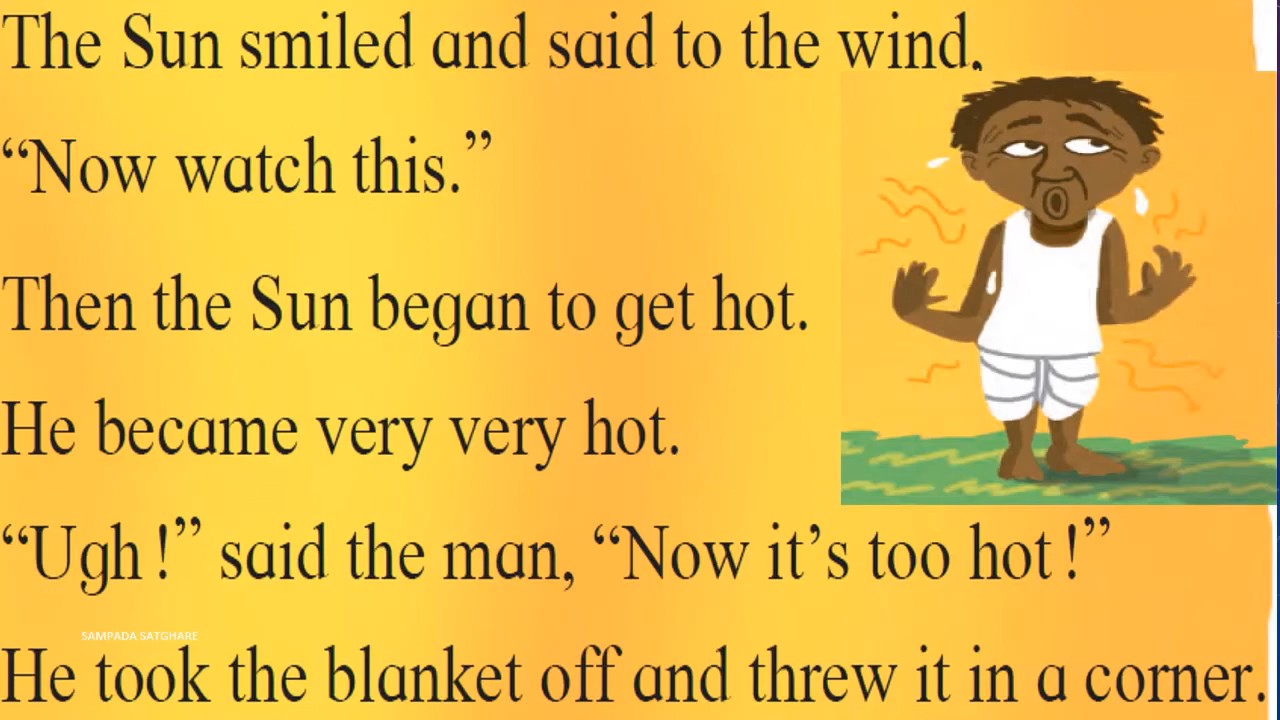 The Sun smiled and said to the wind,
“Now watch this.”
Then the Sun began to get hot.
He became very very hot.
“Ugh !” said the man, “Now it’s too hot !”
SAMPADA SATGHARE
He took the blanket off and threw it in a corner.